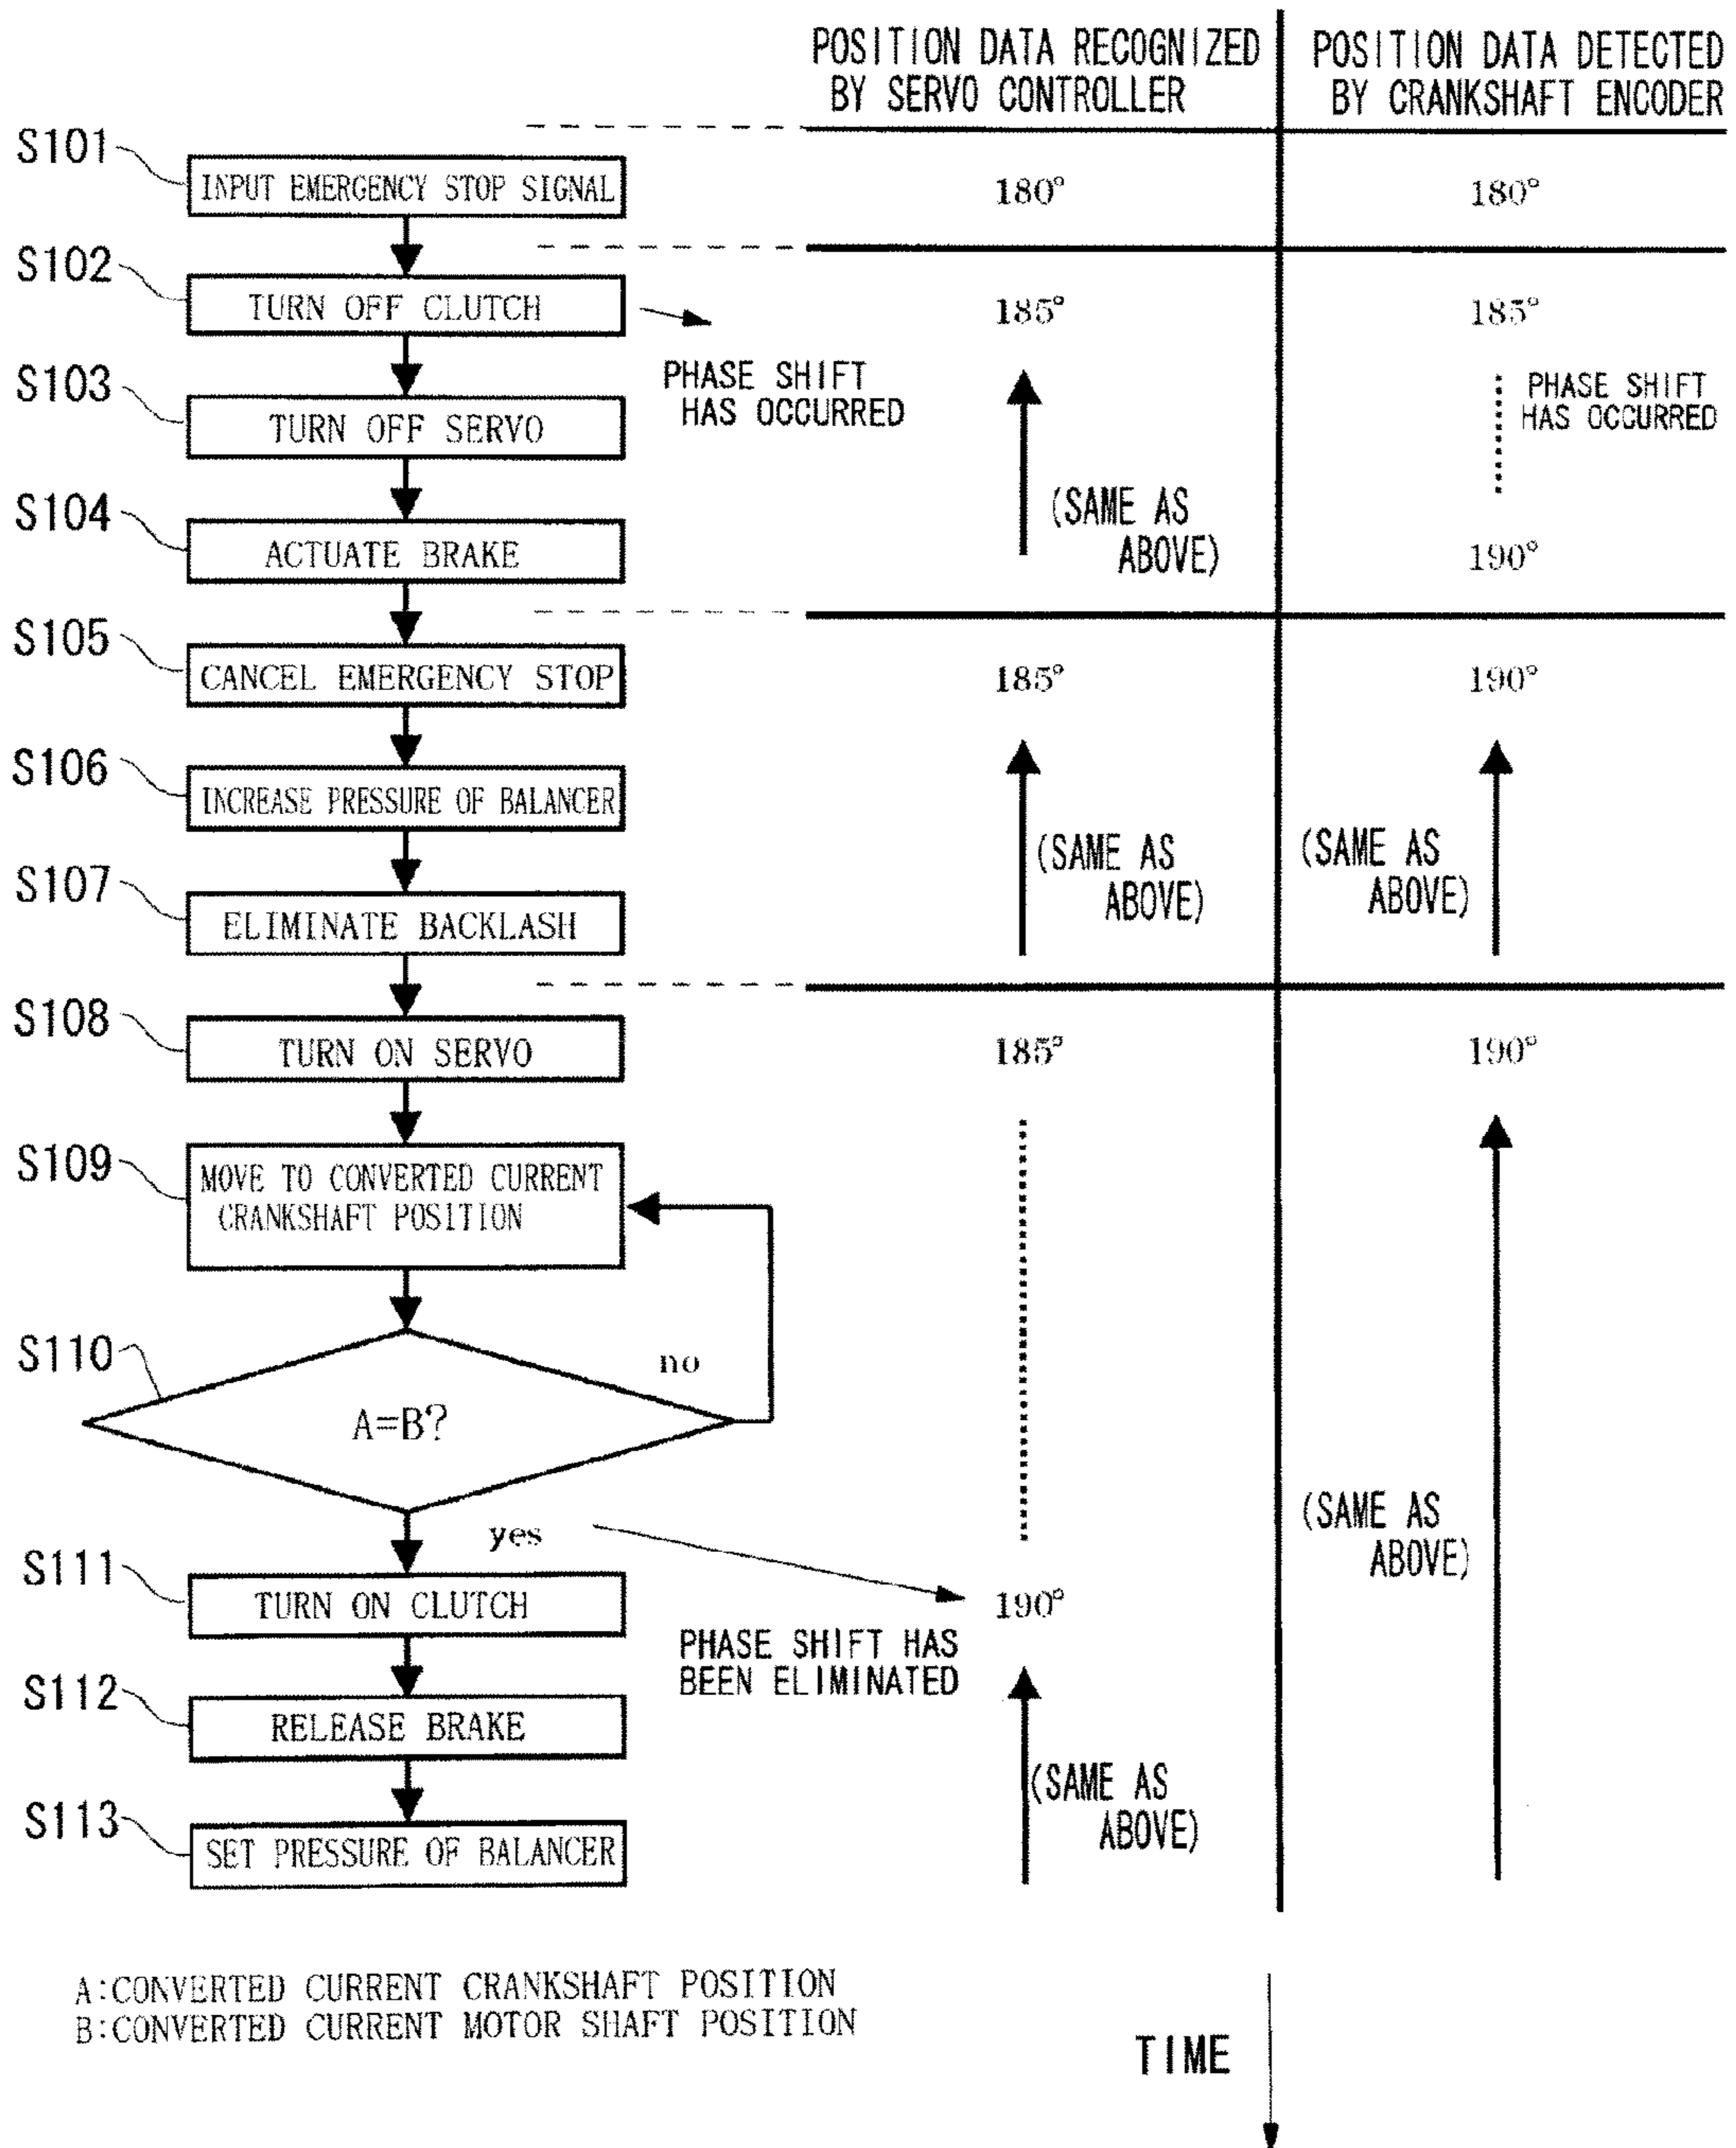 POSITION DATA RECOGNIZED
BY SERVO CONTROLLER
POSITION DATA DETECTED
BY CRANKSHAFT ENCODER
S101
INPUT EMERGENCY STOP SIGNAL
180°
180°
S102
TURN OFF CLUTCH
185°
185°
PHASE SHIFT
HAS OCCURRED
PHASE SHIFT
HAS OCCURRED
S103
TURN OFF SERVO
S104
ACTUATE BRAKE
(SAME AS
ABOVE)
190°
S105
CANCEL EMERGENCY STOP
185°
190°
S106
INCREASE PRESSURE OF BALANCER
(SAME AS
ABOVE)
(SAME AS
ABOVE)
S107
ELIMINATE BACKLASH
S108
TURN ON SERVO
185°
190°
S109
MOVE TO CONVERTED CURRENT
CRANKSHAFT POSITION
S110
A=B?
no
yes
(SAME AS
ABOVE)
S111
TURN ON CLUTCH
190°
PHASE SHIFT HAS
BEEN ELIMINATED
S112
RELEASE BRAKE
(SAME AS
ABOVE)
S113
SET PRESSURE OF BALANCER
A:CONVERTED CURRENT CRANKSHAFT POSITION
B:CONVERTED CURRENT MOTOR SHAFT POSITION
TIME